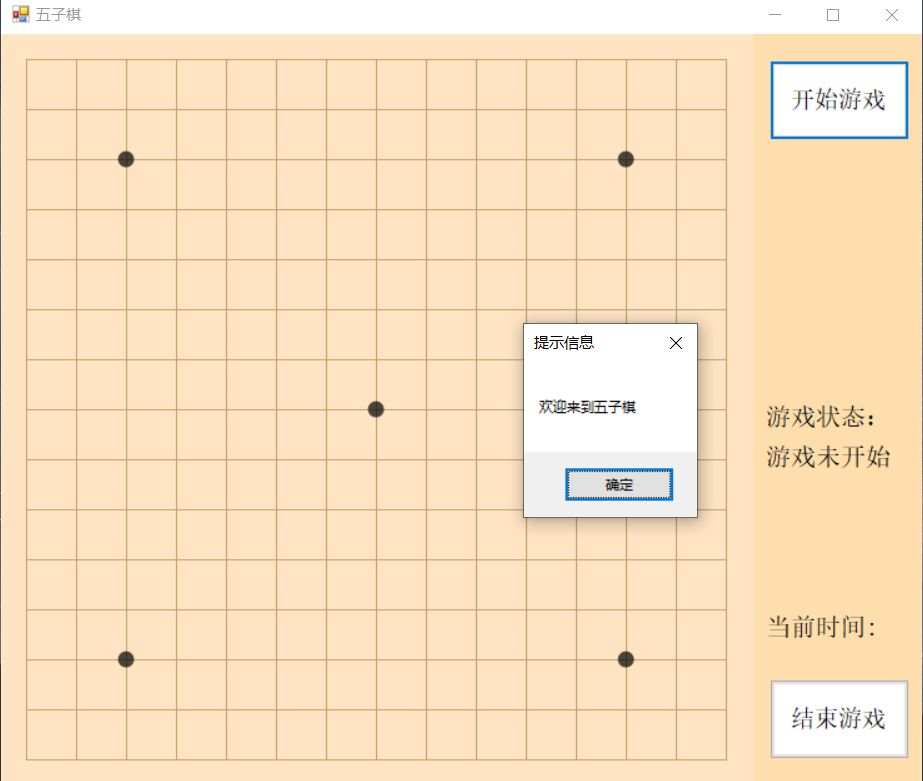 五子棋
开始游戏
提示信息
欢迎来到五子棋
确定
游戏状态：
游戏未开始
当前时间：
结束游戏